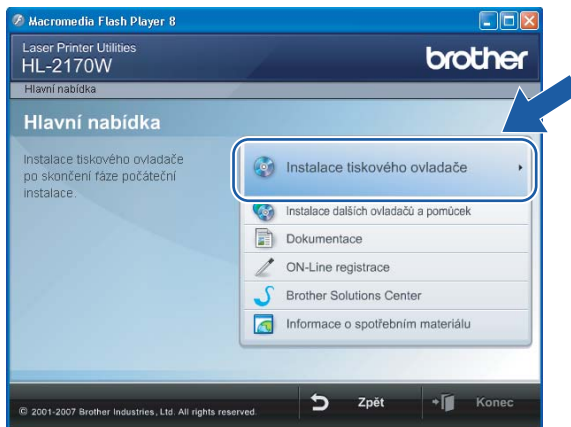 Macromedia Flash Player 8
Laser Printer Utilities
HL-2170W
brother
Hlavní nabídka
Hlavní nabídka
Instalace tiskového ovladače
po skončení fáze počáteční
instalace.
Instalace tiskového ovladače
Instalace dalších ovladačů a pomůcek
Dokumentace
ON-Line registrace
Brother Solutions Center
Informace o spotřebním materiálu
© 2001-2007 Brother Industries, Ltd. All rights reserved.
Zpět
Konec